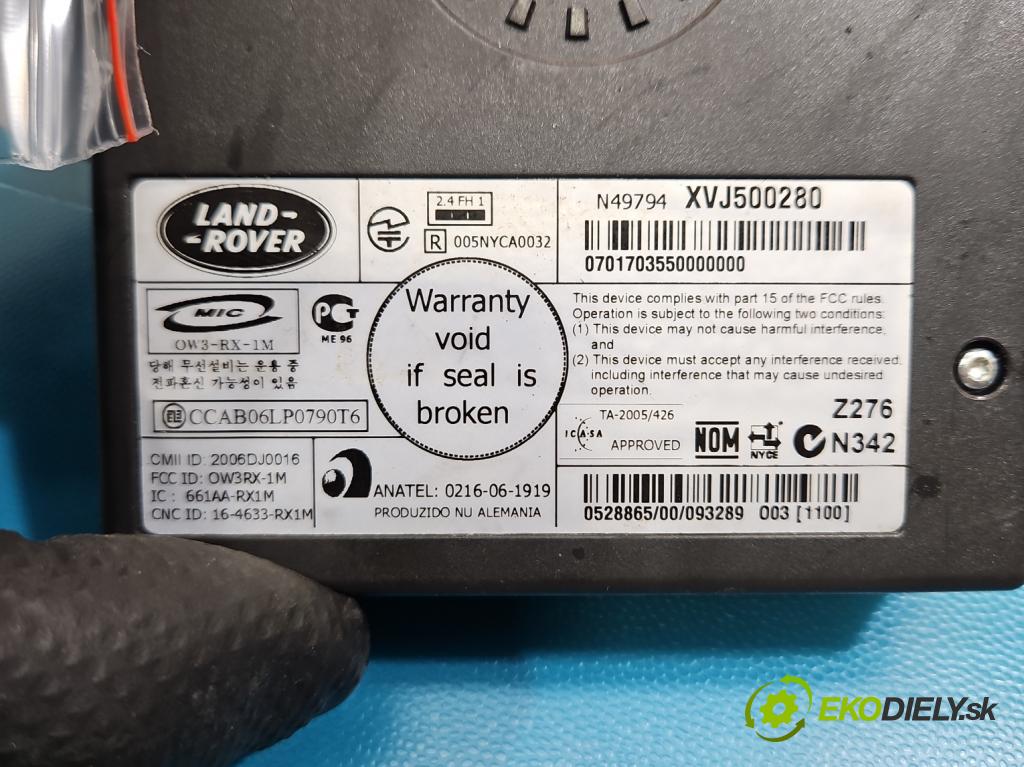 LAND-
-ROVER
2.4 FH 1
R 005NYCA0032
N49794 XVJ500280
0701703550000000
MIC
OW3-RX-1M
당해 무선설비는 운용 중
전파혼신 가능성이 있음
PCT
ME 96
Warranty
void
if seal is
broken
This device complies with part 15 of the FCC rules.
Operation is subject to the following two conditions:
(1) This device may not cause harmful interference,
and
(2) This device must accept any interference received,
including interference that may cause undesired
operation.
CCAB06LP0790T6
ICASA
TA-2005/426
APPROVED
NOM
NYCE
Z276
N342
CMII ID: 2006DJ0016
FCC ID: OW3RX-1M
IC : 661AA-RX1M
CNC ID: 16-4633-RX1M
ANATEL: 0216-06-1919
PRODUZIDO NU ALEMANIA
0528865/00/093289 003 [1100]
EKODIELY.sk